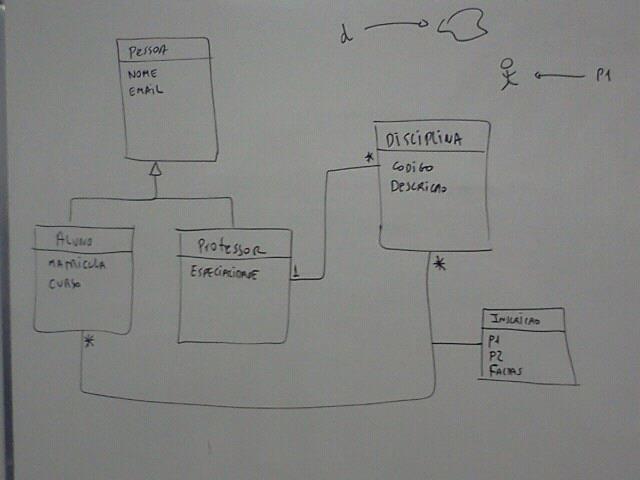 d
P1
PESSOA
NOME
EMAIL
DISCIPLINA
*
CODIGO
DESCRICAO
ALUNO
MATRICULA
CURSO
*
PROFESSOR
ESPECIALIDADE
1
*
INSCRICAO
P1
P2
FALTAS